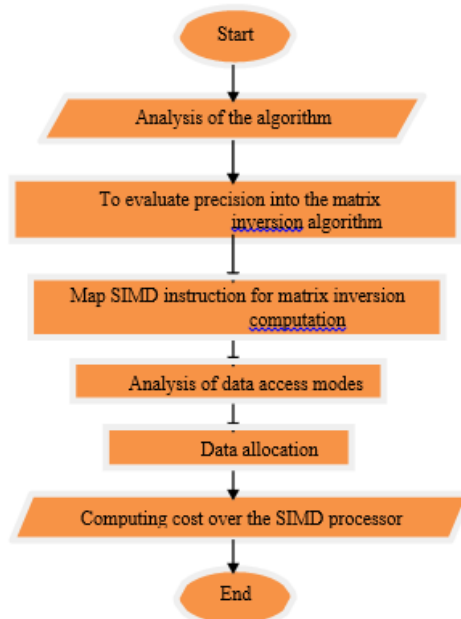 Start
Analysis of the algorithm
To evaluate precision into the matrix
inversion algorithm
Map SIMD instruction for matrix inversion
computation
Analysis of data access modes
Data allocation
Computing cost over the SIMD processor
End